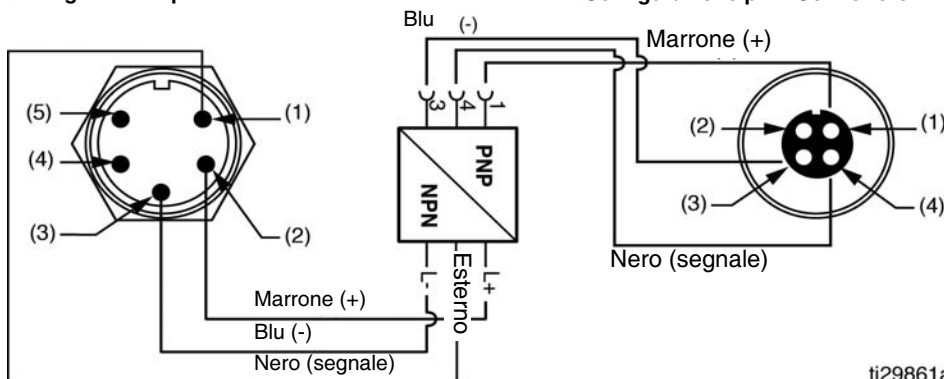 Blu (-)
Marrone (+)
(5)
(1)
(4)
(3)
(2)
3
4
1
PNP
NPN
L-
Esterno
L+
(2)
(1)
(3)
(4)
Nero (segnale)
Marrone (+)
Blu (-)
Nero (segnale)
ti29861a